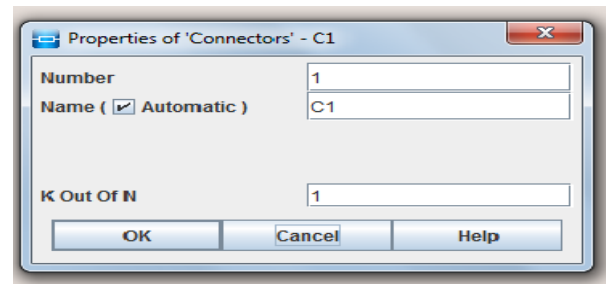 Properties of 'Connectors' - C1
Number 1
Name ( Automatic ) C1
K Out Of N 1
OK Cancel Help